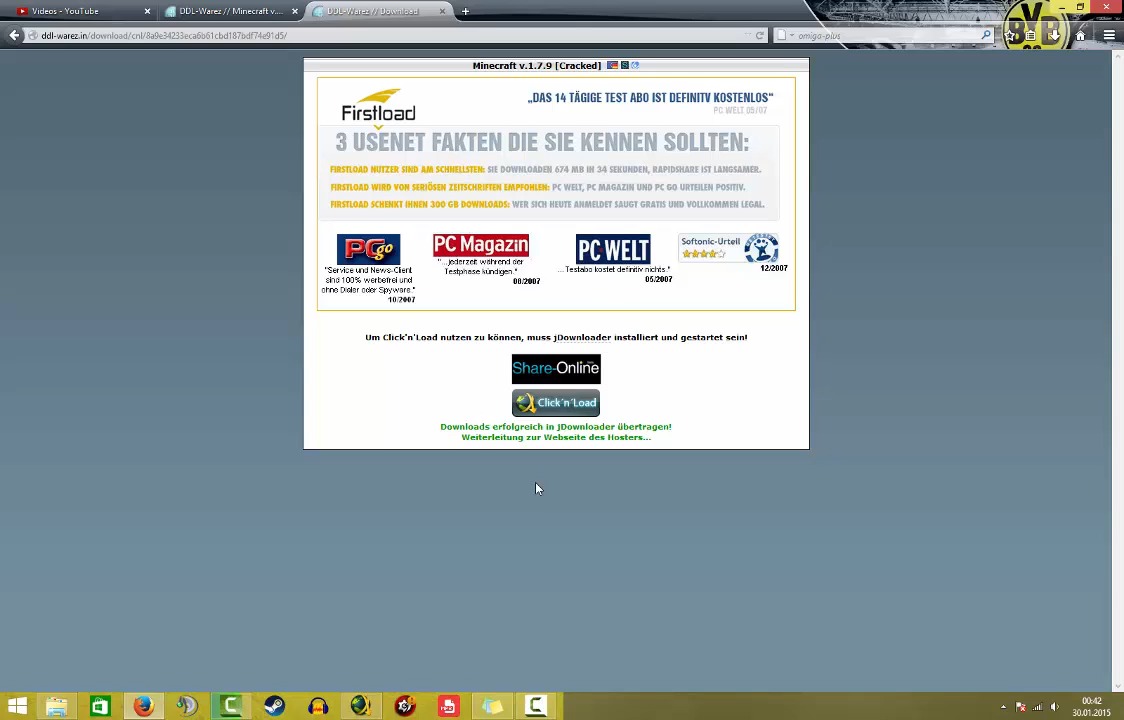 Videos - YouTube
DDL-Warez // Minecraft v....
DDL-Warez // Download
ddl-warez.in/download/cnl/8a9e34233eca6b61cbd187bdf74e91d5/
omiga-plus
Minecraft v.1.7.9 [Cracked]
Firstload
„DAS 14 TÄGIGE TEST ABO IST DEFINITV KOSTENLOS“
PC WELT 05/07
3 USENET FAKTEN DIE SIE KENNEN SOLLTEN:
FIRSTLOAD NUTZER SIND AM SCHNELLSTEN: SIE DOWNLOADEN 674 MB IN 34 SEKUNDEN, RAPIDSHARE IST LANGSAMER.
FIRSTLOAD WIRD VON SERIÖSEN ZEITSCHRIFTEN EMPFOHLEN: PC WELT, PC MAGAZIN UND PC GO URTEILEN POSITIV.
FIRSTLOAD SCHENKT IHNEN 300 GB DOWNLOADS: WER SICH HEUTE ANMELDET SAUGT GRATIS UND VOLLKOMMEN LEGAL.
PCgo
"Service und News-Client
sind 100% werbefrei und
ohne Dialer oder Spyware."
10/2007
PC Magazin
"...jederzeit während der
Testphase kündigen."
08/2007
PC WELT
...Testabo kostet definitiv nichts."
05/2007
Softonic-Urteil
12/2007
Um Click'n'Load nutzen zu können, muss jDownloader installiert und gestartet sein!
Share-Online
Click'n'Load
Downloads erfolgreich in JDownloader übertragen!
Weiterleitung zur Webseite des Hosters...
BVB
00:42
30.01.2015